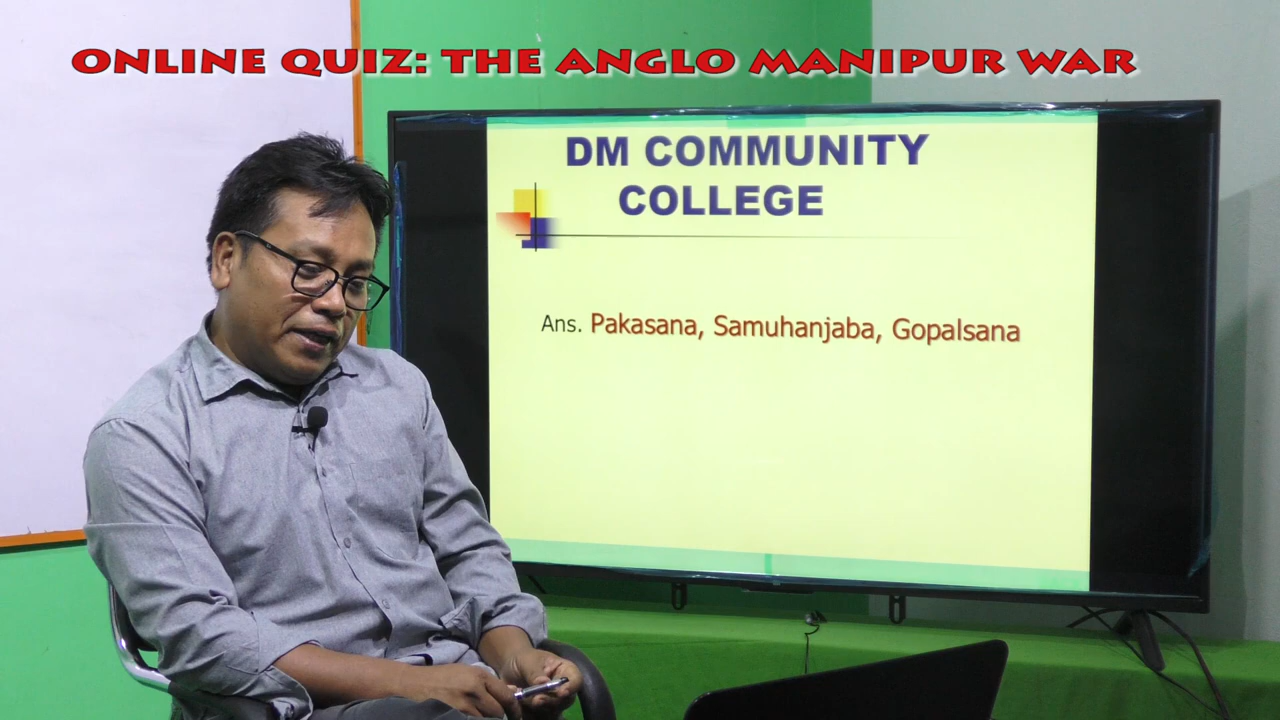 ONLINE QUIZ: THE ANGLO MANIPUR WAR
DM COMMUNITY
COLLEGE
Ans. Pakasana, Samuhanjaba, Gopalsana